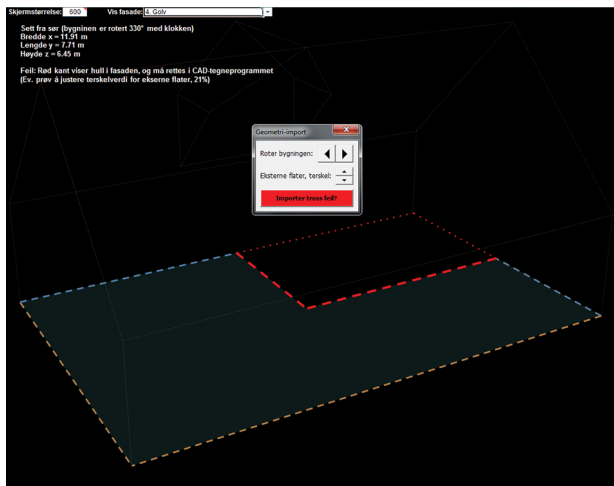 Skjermstørrelse: 600 Vis fasade: 4. Golv
Sett fra sør (bygninen er rotert 330° med klokken)
Bredde x = 11.91 m
Lengde y = 7.71 m
Høyde z = 6.45 m
Feil: Rød kant viser hull i fasaden, og må rettes i CAD-tegneprogrammet
(Ev. prøv å justere terskelverdi for ekserne flater, 21%)
Geometri-import
Roter bygningen:
Eksterne flater, terskel:
Importer tross feil?